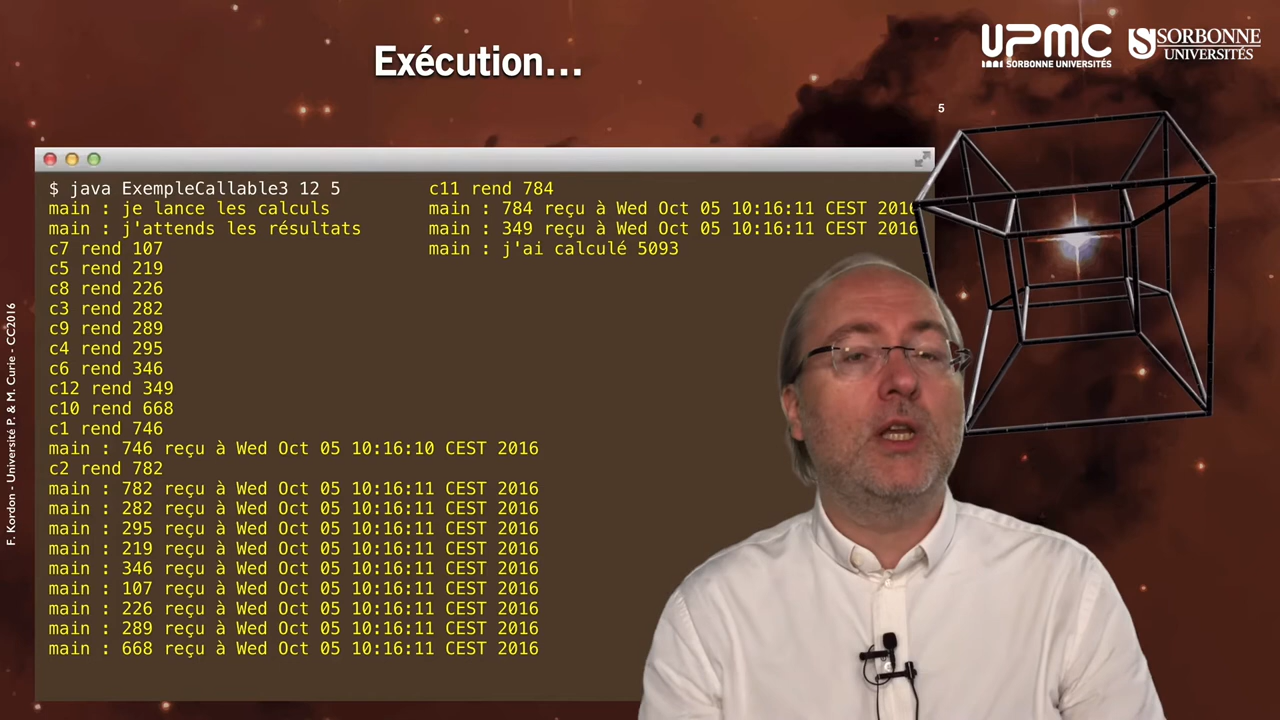 Exécution...
UPMC
SORBONNE UNIVERSITÉS
SORBONNE
UNIVERSITÉS
5
$ java ExempleCallable3 12 5
main : je lance les calculs
main : j'attends les résultats
c7 rend 107
c5 rend 219
c8 rend 226
c3 rend 282
c9 rend 289
c4 rend 295
c6 rend 346
c12 rend 349
c10 rend 668
c1 rend 746
main : 746 reçu à Wed Oct 05 10:16:10 CEST 2016
c2 rend 782
main : 782 reçu à Wed Oct 05 10:16:11 CEST 2016
main : 282 reçu à Wed Oct 05 10:16:11 CEST 2016
main : 295 reçu à Wed Oct 05 10:16:11 CEST 2016
main : 219 reçu à Wed Oct 05 10:16:11 CEST 2016
main : 346 reçu à Wed Oct 05 10:16:11 CEST 2016
main : 107 reçu à Wed Oct 05 10:16:11 CEST 2016
main : 226 reçu à Wed Oct 05 10:16:11 CEST 2016
main : 289 reçu à Wed Oct 05 10:16:11 CEST 2016
main : 668 reçu à Wed Oct 05 10:16:11 CEST 2016
c11 rend 784
main : 784 reçu à Wed Oct 05 10:16:11 CEST 2016
main : 349 reçu à Wed Oct 05 10:16:11 CEST 2016
main : j'ai calculé 5093
F. Kordon - Université P. & M. Curie - CC2016